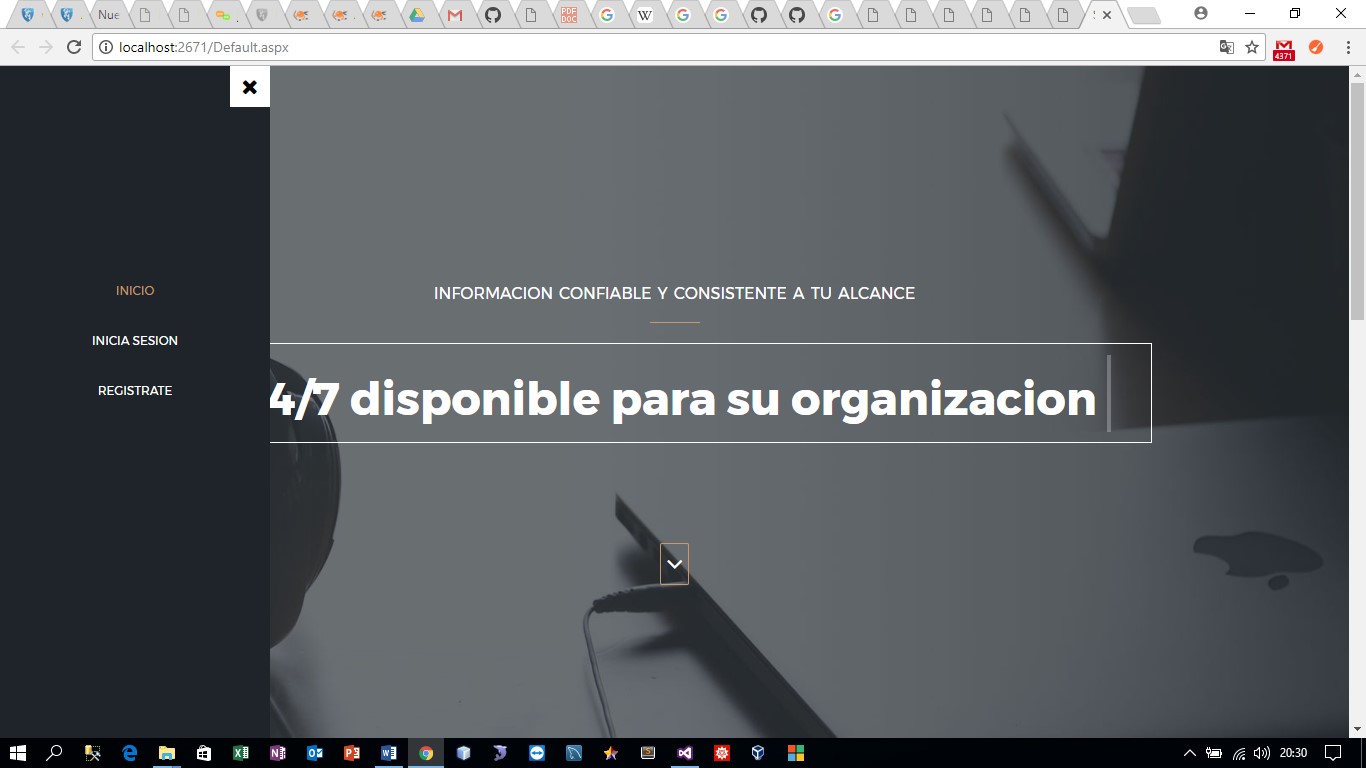 Nue
localhost:2671/Default.aspx
4371
INICIO
INICIA SESION
REGISTRATE
INFORMACION CONFIABLE Y CONSISTENTE A TU ALCANCE
4/7 disponible para su organizacion
20:30